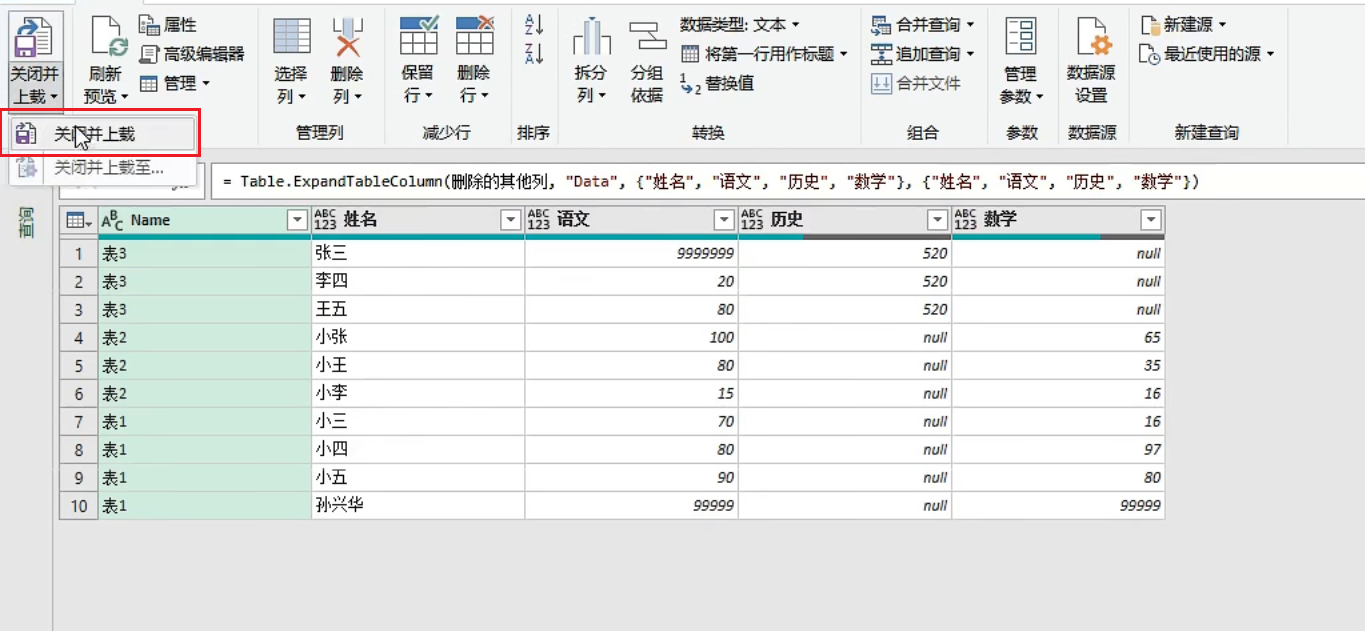 关闭并
上载
刷新
预览
属性
高级编辑器
管理
选择
列
删除
列
管理列
保留
行
删除
行
减少行
排序
拆分
列
分组
依据
数据类型: 文本
将第一行用作标题
替换值
转换
合并查询
追加查询
合并文件
组合
管理
参数
参数
数据源
设置
数据源
新建源
最近使用的源
新建查询
关闭并上载
关闭并上载至...
= Table.ExpandTableColumn(删除的其他列, "Data", {"姓名", "语文", "历史", "数学"}, {"姓名", "语文", "历史", "数学"})
查询
ABC Name ABC123 姓名 ABC123 语文 ABC123 历史 ABC123 数学
1 表3 张三 9999999 520 null
2 表3 李四 20 520 null
3 表3 王五 80 520 null
4 表2 小张 100 null 65
5 表2 小王 80 null 35
6 表2 小李 15 null 16
7 表1 小三 70 null 16
8 表1 小四 80 null 97
9 表1 小五 90 null 80
10 表1 孙兴华 99999 null 99999